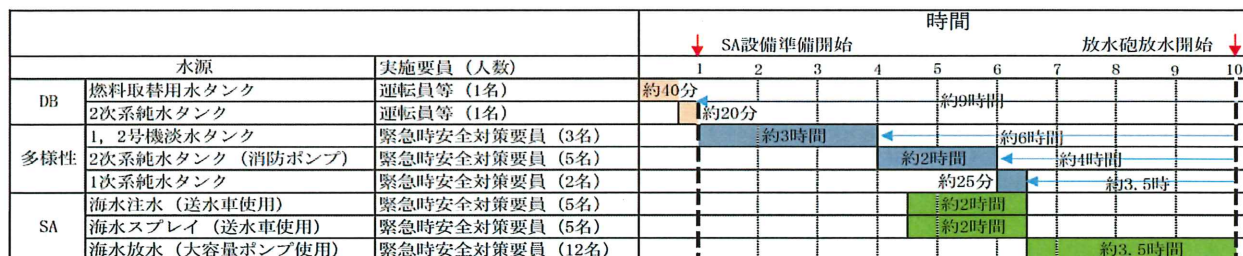 時間
SA設備準備開始 放水砲放水開始
水源 実施要員（人数） 1 2 3 4 5 6 7 8 9 10
DB 燃料取替用水タンク 運転員等（1名） 約40分 約9時間
2次系純水タンク 運転員等（1名） 約20分
多様性 1，2号機淡水タンク 緊急時安全対策要員（3名） 約3時間 約6時間
2次系純水タンク（消防ポンプ） 緊急時安全対策要員（5名） 約2時間 約4時間
1次系純水タンク 緊急時安全対策要員（2名） 約25分 約3.5時
SA 海水注水（送水車使用） 緊急時安全対策要員（5名） 約2時間
海水スプレイ（送水車使用） 緊急時安全対策要員（5名） 約2時間
海水放水（大容量ポンプ使用） 緊急時安全対策要員（12名） 約3.5時間